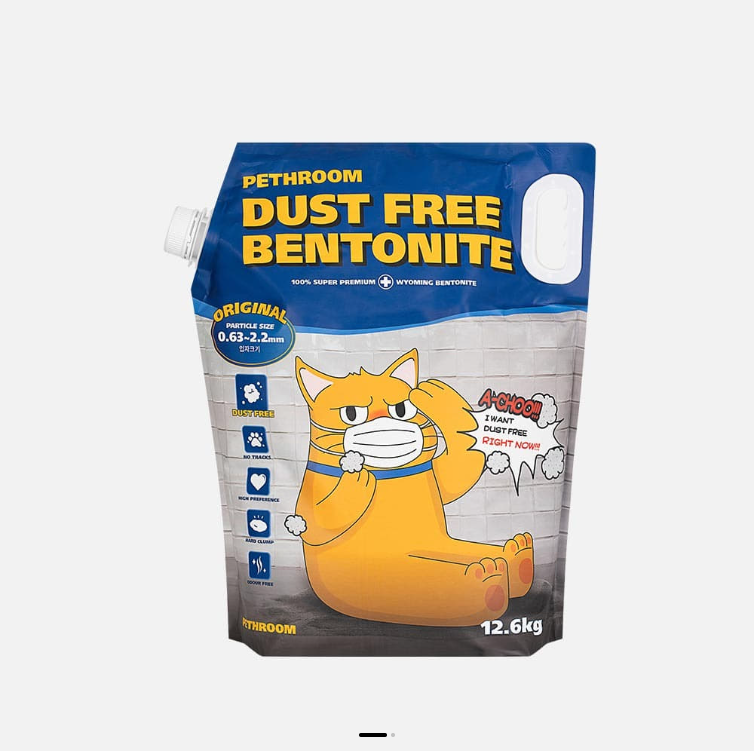 PETHROOM
DUST FREE
BENTONITE
100% SUPER PREMIUM WYOMING BENTONITE
ORIGINAL
PARTICLE SIZE
0.63~2.2mm
입자크기
DUST FREE
NO TRACKS
HIGH PREFERENCE
HARD CLUMP
ODOUR FREE
A-CHOO!!!
I WANT
DUST FREE
RIGHT NOW!!!
PETHROOM
12.6kg